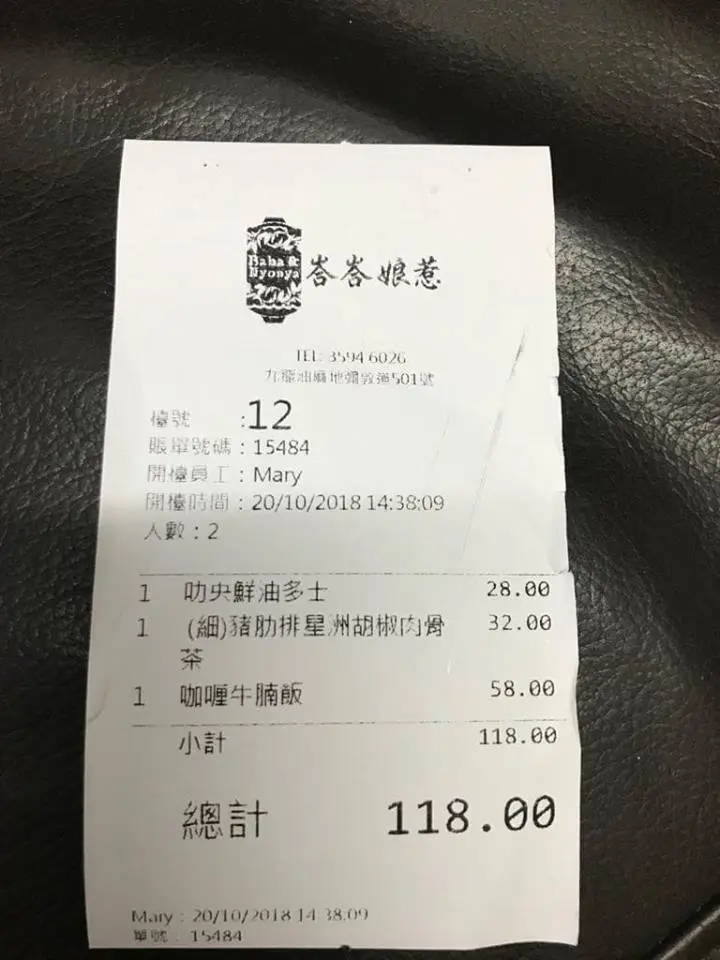 Baba &
Nyonya
峇峇娘惹
TEL: 3594 6026
九龍油麻地彌敦道501號
檯號 :12
賬單號碼:15484
開檯員工:Mary
開檯時間:20/10/2018 14:38:09
人數:2
1 叻央鮮油多士 28.00
1 (細)豬肋排星洲胡椒肉骨 32.00
茶
1 咖喱牛腩飯 58.00
小計 118.00
總計 118.00
Mary : 20/10/2018 14:38:09
單號: 15484